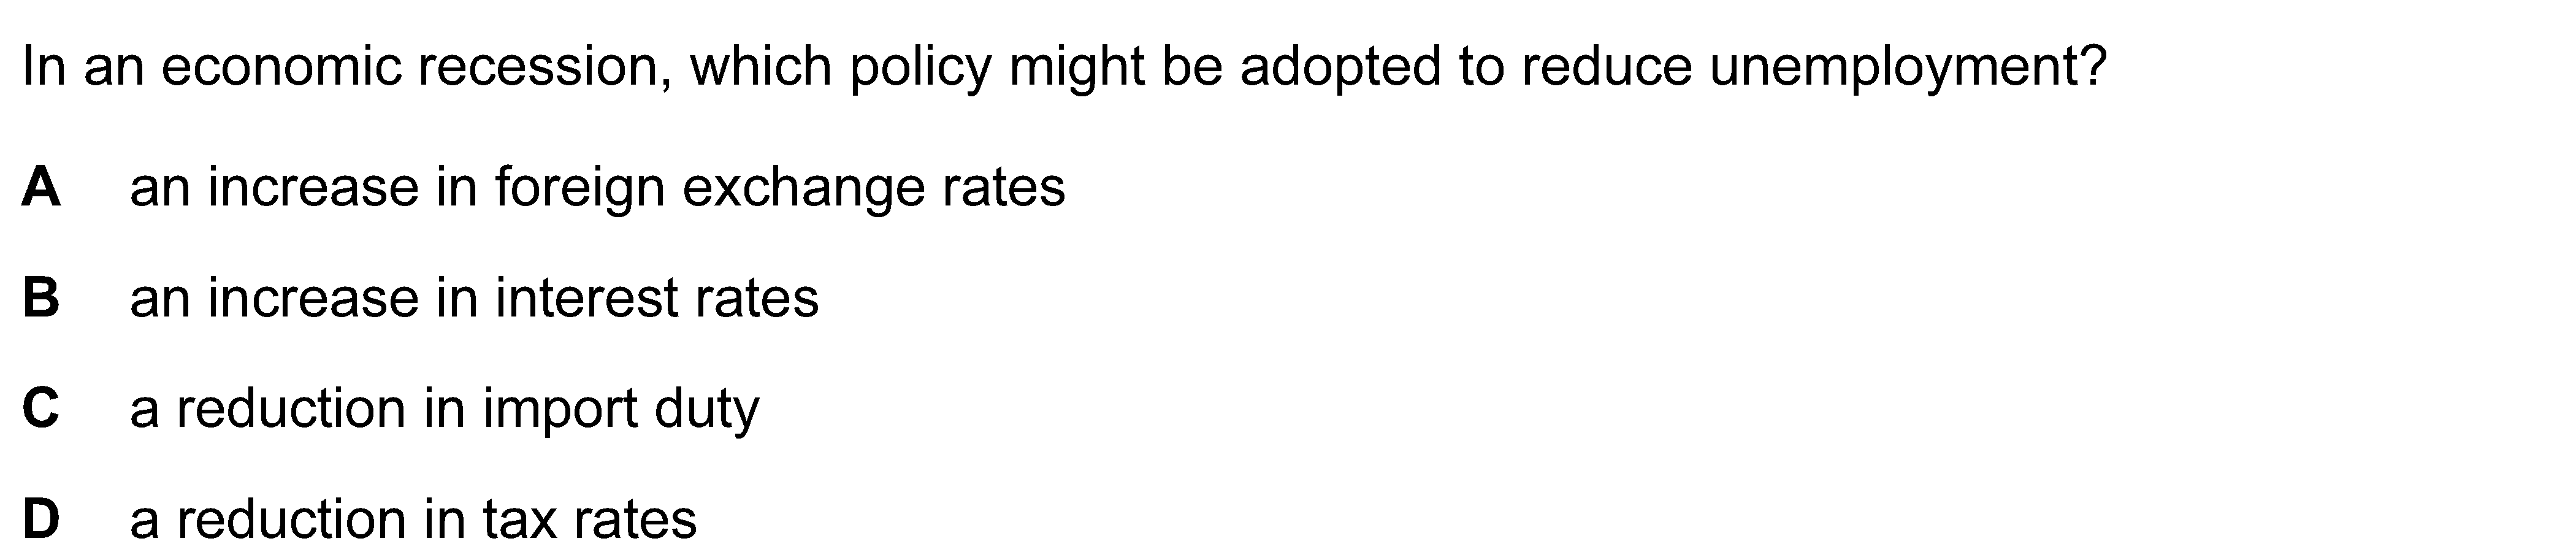 In an economic recession, which policy might be adopted to reduce unemployment?
A an increase in foreign exchange rates
B an increase in interest rates
C a reduction in import duty
D a reduction in tax rates